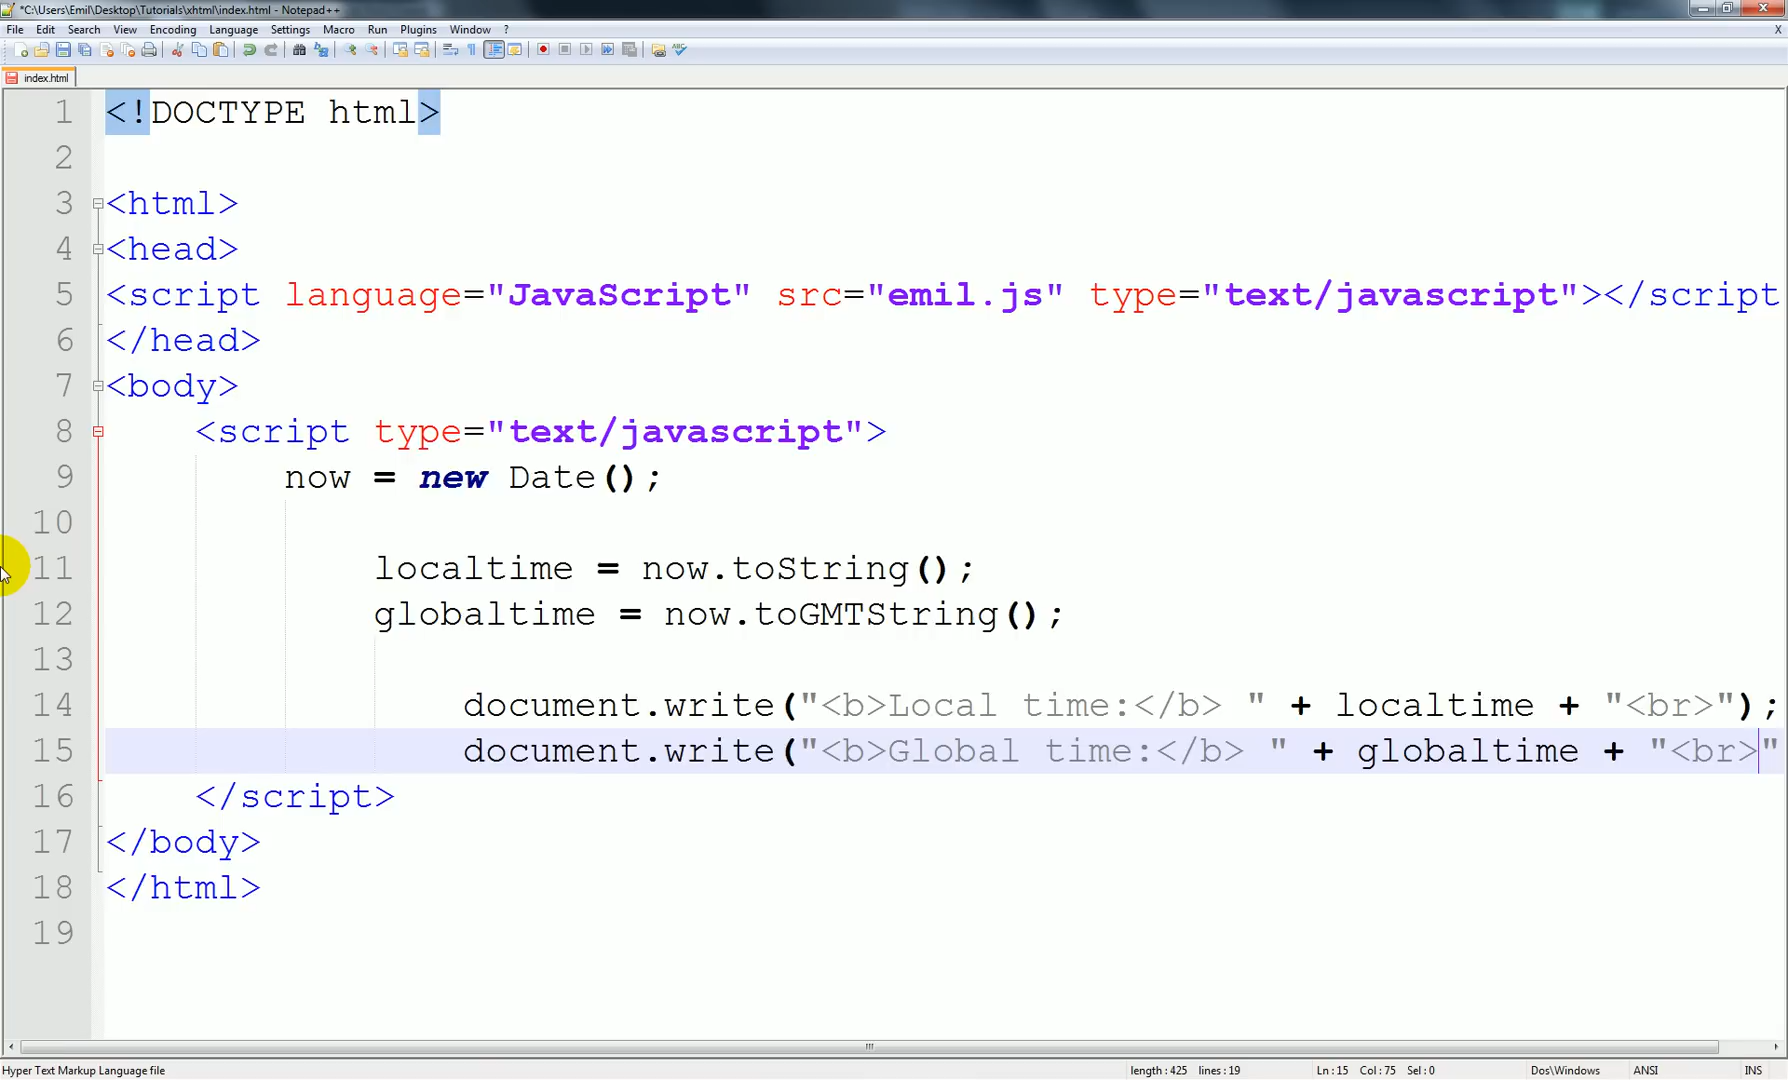 *C:\Users\Emil\Desktop\Tutorials\xhtml\index.html - Notepad++
File Edit Search View Encoding Language Settings Macro Run Plugins Window ? X
index.html
1 <!DOCTYPE html>
2
3 <html>
4 <head>
5 <script language="JavaScript" src="emil.js" type="text/javascript"></script
6 </head>
7 <body>
8 <script type="text/javascript">
9 now = new Date();
10
11 localtime = now.toString();
12 globaltime = now.toGMTString();
13
14 document.write("<b>Local time:</b> " + localtime + "<br>");
15 document.write("<b>Global time:</b> " + globaltime + "<br>"
16 </script>
17 </body>
18 </html>
19
Hyper Text Markup Language file length : 425 lines : 19 Ln : 15 Col : 75 Sel : 0 Dos\Windows ANSI INS